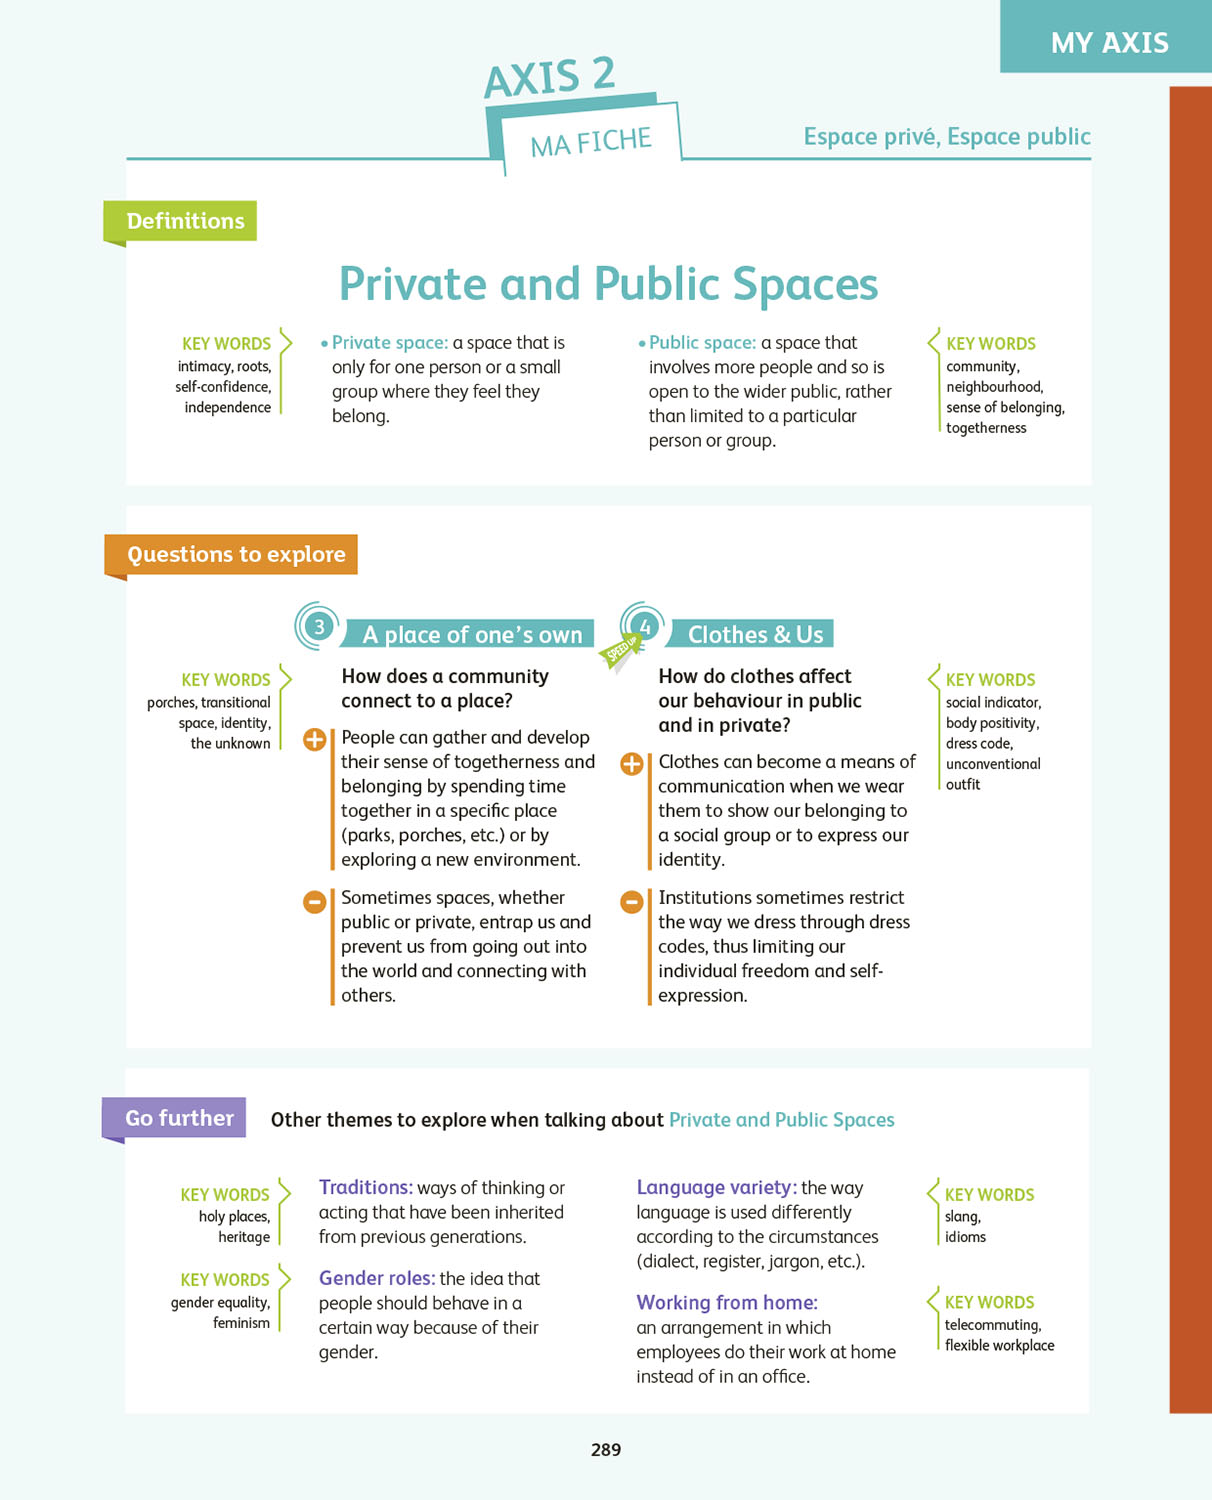 MY AXIS
AXIS 2
MA FICHE
Espace privé, Espace public
Definitions
Private and Public Spaces
KEY WORDS
intimacy, roots,
self-confidence,
independence
• Private space: a space that is
only for one person or a small
group where they feel they
belong.
• Public space: a space that
involves more people and so is
open to the wider public, rather
than limited to a particular
person or group.
KEY WORDS
community,
neighbourhood,
sense of belonging,
togetherness
Questions to explore
3 A place of one's own
KEY WORDS
porches, transitional
space, identity,
the unknown
How does a community
connect to a place?
+ People can gather and develop
their sense of togetherness and
belonging by spending time
together in a specific place
(parks, porches, etc.) or by
exploring a new environment.
- Sometimes spaces, whether
public or private, entrap us and
prevent us from going out into
the world and connecting with
others.
4 Clothes & Us
SPEED UP
How do clothes affect
our behaviour in public
and in private?
+ Clothes can become a means of
communication when we wear
them to show our belonging to
a social group or to express our
identity.
- Institutions sometimes restrict
the way we dress through dress
codes, thus limiting our
individual freedom and self-
expression.
KEY WORDS
social indicator,
body positivity,
dress code,
unconventional
outfit
Go further
Other themes to explore when talking about Private and Public Spaces
KEY WORDS
holy places,
heritage
Traditions: ways of thinking or
acting that have been inherited
from previous generations.
KEY WORDS
gender equality,
feminism
Gender roles: the idea that
people should behave in a
certain way because of their
gender.
Language variety: the way
language is used differently
according to the circumstances
(dialect, register, jargon, etc.).
KEY WORDS
slang,
idioms
Working from home:
an arrangement in which
employees do their work at home
instead of in an office.
KEY WORDS
telecommuting,
flexible workplace
289